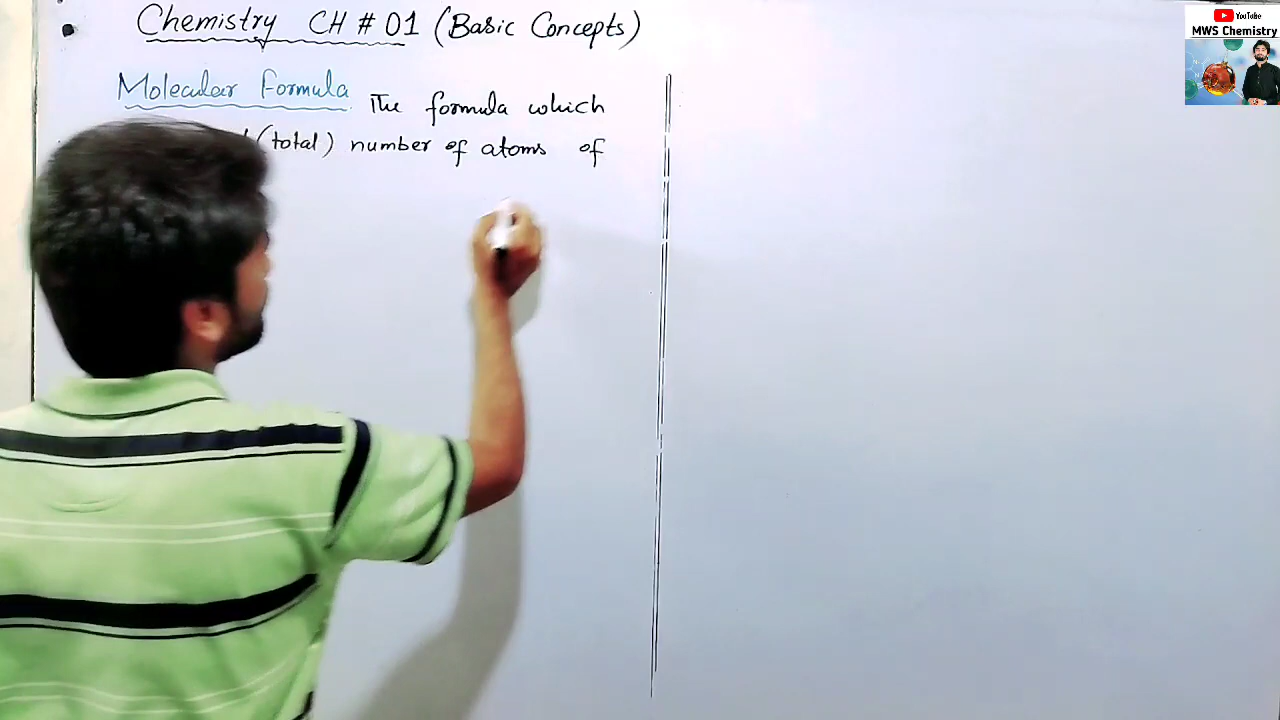 Chemistry CH # 01 (Basic Concepts)
Molecular Formula The formula which
(total) number of atoms of
YouTube
MWS Chemistry